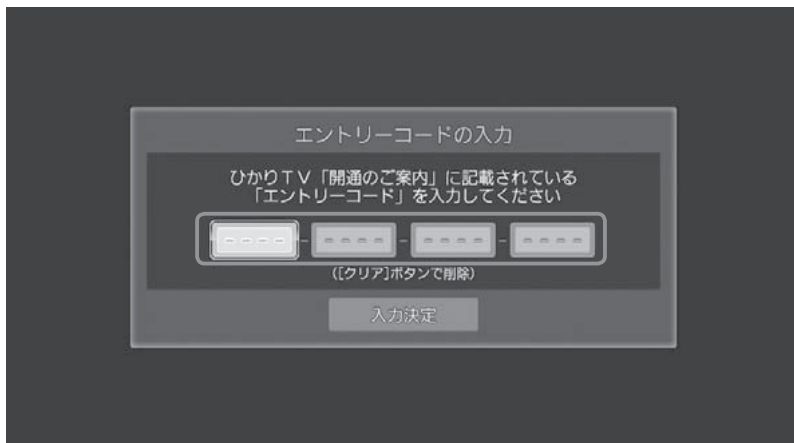 エントリーコードの入力
ひかりTV「開通のご案内」に記載されている
「エントリーコード」を入力してください
---- - ---- - ---- - ----
([クリア]ボタンで削除)
入力決定